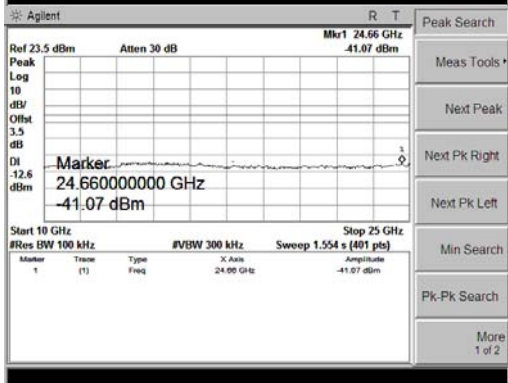 Agilent R T
Peak Search
Mkr1 24.66 GHz
Ref 23.5 dBm Atten 30 dB -41.07 dBm
Peak
Log
10
dB/
Offst
3.5
dB
DI
-12.6
dBm
1
Marker
24.660000000 GHz
-41.07 dBm
Start 10 GHz Stop 25 GHz
#Res BW 100 kHz #VBW 300 kHz Sweep 1.554 s (401 pts)
Marker Trace Type X Axis Amplitude
1 (1) Freq 24.66 GHz -41.07 dBm
Meas Tools
Next Peak
Next Pk Right
Next Pk Left
Min Search
Pk-Pk Search
More
1 of 2